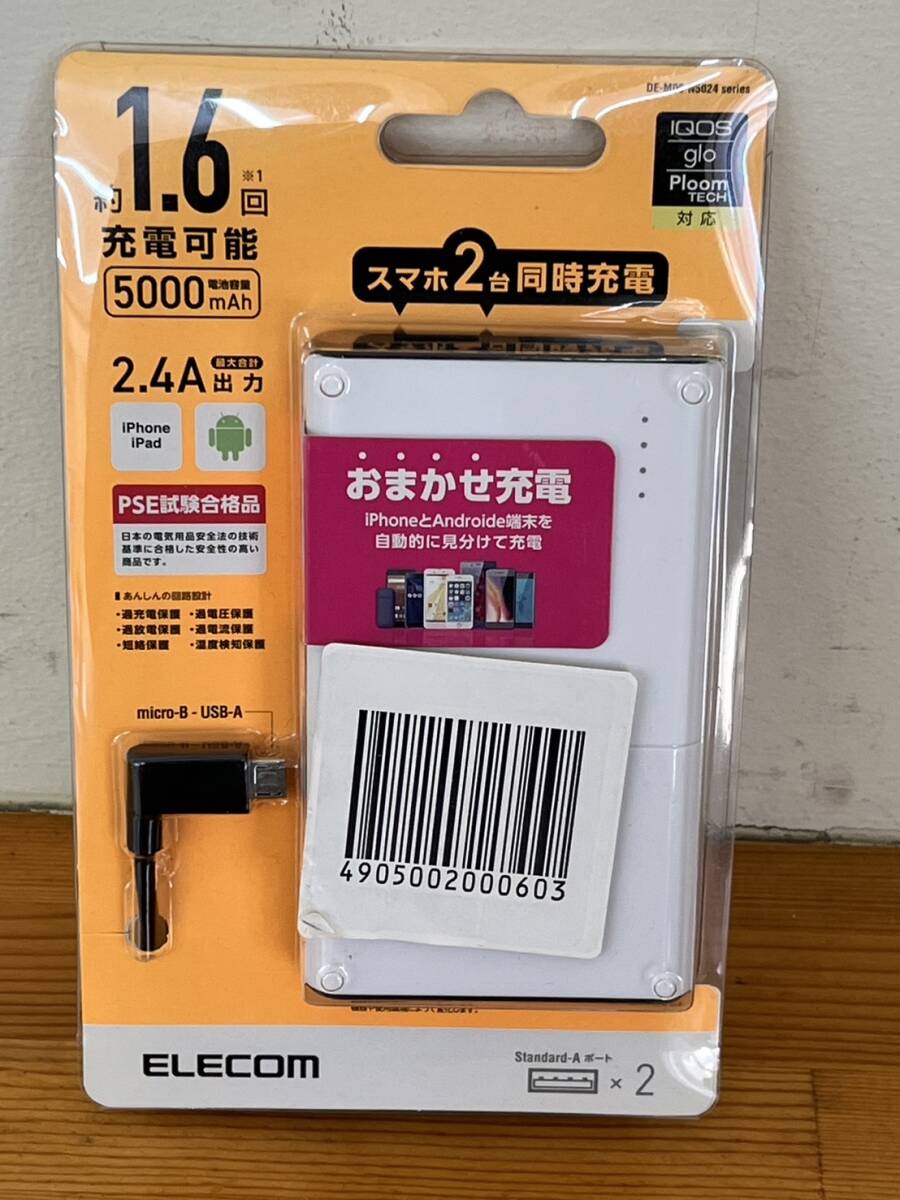 DE-M08-N5024 series
約1.6回※1
充電可能
電池容量
5000mAh
IQOS
glo
Ploom
TECH
対応
スマホ2台同時充電
最大合計
2.4A出力
iPhone
iPad
PSE試験合格品
日本の電気用品安全法の技術
基準に合格した安全性の高い
商品です。
あんしんの回路設計
・過充電保護 ・過電圧保護
・過放電保護 ・過電流保護
・短絡保護 ・温度検知保護
おまかせ充電
iPhoneとAndroide端末を
自動的に見分けて充電
micro-B - USB-A
4905002000603
ELECOM
Standard-A ポート
× 2